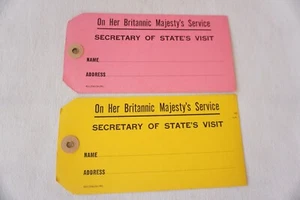 On Her Britannic Majesty's Service
SECRETARY OF STATE'S VISIT
NAME
ADDRESS
On Her Britannic Majesty's Service
SECRETARY OF STATE'S VISIT
NAME
ADDRESS